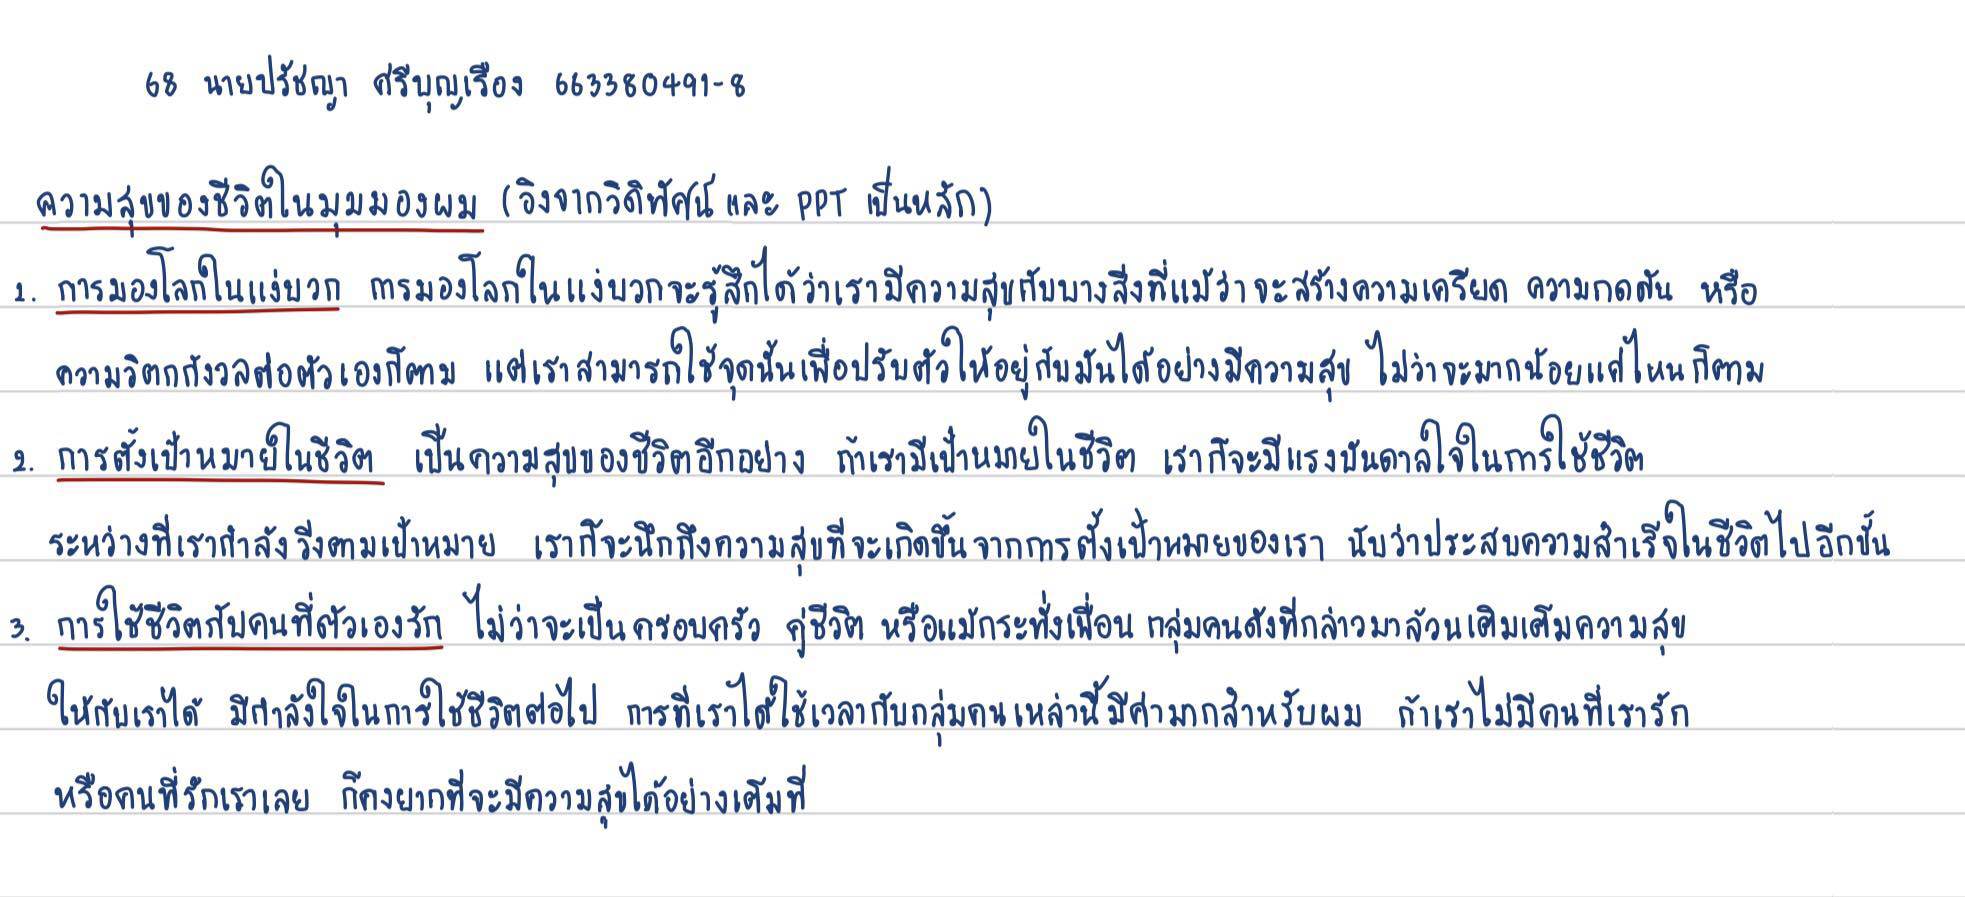 68 นายปรัชญา ศรีบุญเรือง 663380491-8
ความสุขของชีวิตในมุมมองผม (อิงจากวิดิทัศน์ และ PPT เป็นหลัก)
1. การมองโลกในแง่บวก การมองโลกในแง่บวกจะรู้สึกได้ว่าเรามีความสุขกับบางสิ่งที่แม้ว่าจะสร้างความเครียด ความกดดัน หรือ
ความวิตกกังวลต่อตัวเองก็ตาม แต่เราสามารถใช้จุดนั้นเพื่อปรับตัวให้อยู่กับมันได้อย่างมีความสุข ไม่ว่าจะมากน้อยแค่ไหนก็ตาม
2. การตั้งเป้าหมายในชีวิต เป็นความสุขของชีวิตอีกอย่าง ถ้าเรามีเป้าหมายในชีวิต เราก็จะมีแรงบันดาลใจในการใช้ชีวิต
ระหว่างที่เรากำลังวิ่งตามเป้าหมาย เราก็จะนึกถึงความสุขที่จะเกิดขึ้นจากการตั้งเป้าหมายของเรา นับว่าประสบความสำเร็จในชีวิตไปอีกขั้น
3. การใช้ชีวิตกับคนที่ตัวเองรัก ไม่ว่าจะเป็นครอบครัว คู่ชีวิต หรือแม้กระทั่งเพื่อน กลุ่มคนดังที่กล่าวมาล้วนเติมเต็มความสุข
ให้กับเราได้ มีกำลังใจในการใช้ชีวิตต่อไป การที่เราได้ใช้เวลากับกลุ่มคนเหล่านี้มีค่ามากสำหรับผม ถ้าเราไม่มีคนที่เรารัก
หรือคนที่รักเราเลย ก็คงยากที่จะมีความสุขได้อย่างเต็มที่